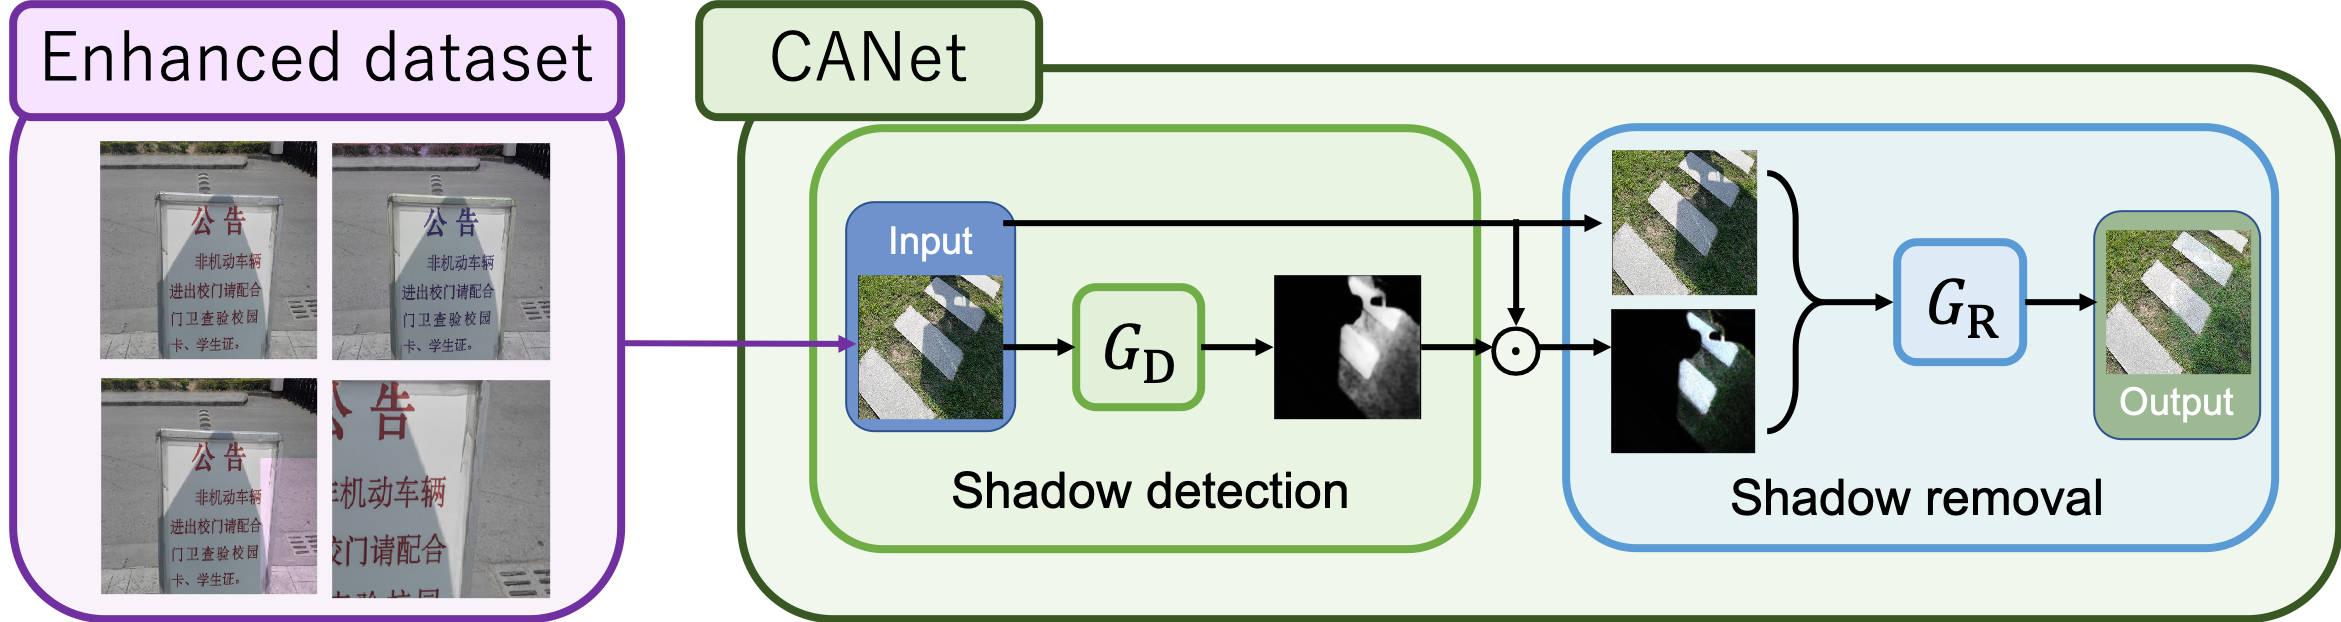 Enhanced dataset
公告
非机动车辆
进出校门请配合
门卫查验校园
卡、学生证。
公告
非机动车辆
进出校门请配合
门卫查验校园
卡、学生证。
公告
非机动车辆
进出校门请配合
门卫查验校园
卡、学生证。
告
机动车辆
门请配合
CANet
Input
G_D
Shadow detection
G_R
Output
Shadow removal